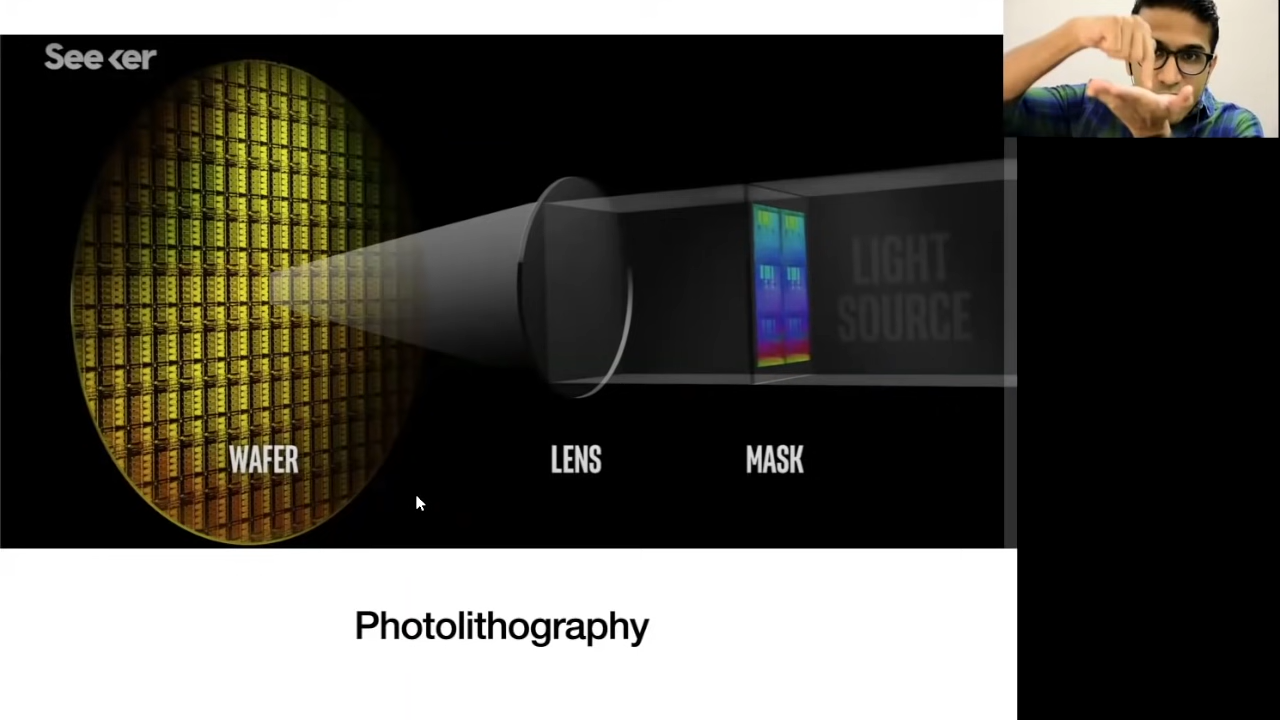 Seeker
LIGHT
SOURCE
WAFER
LENS
MASK
Photolithography